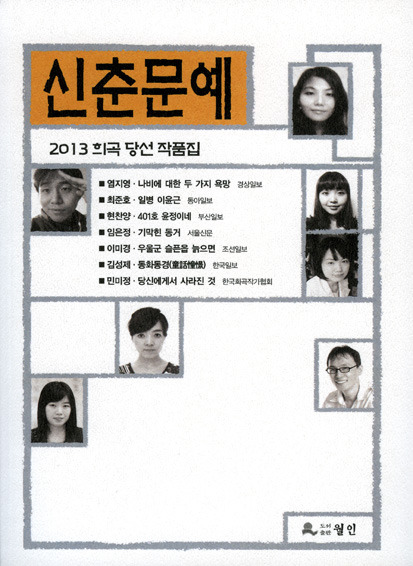 신춘문예
2013 희곡 당선 작품집
■ 염지영 · 나비에 대한 두 가지 욕망 경상일보
■ 최준호 · 일병 이윤근 동아일보
■ 현찬양 · 401호 윤정이네 부산일보
■ 임은정 · 기막힌 동거 서울신문
■ 이미경 · 우울군 슬픈읍 늙으면 조선일보
■ 김성제 · 동화동경(童話憧憬) 한국일보
■ 민미정 · 당신에게서 사라진 것 한국희곡작가협회
도서출판 월인